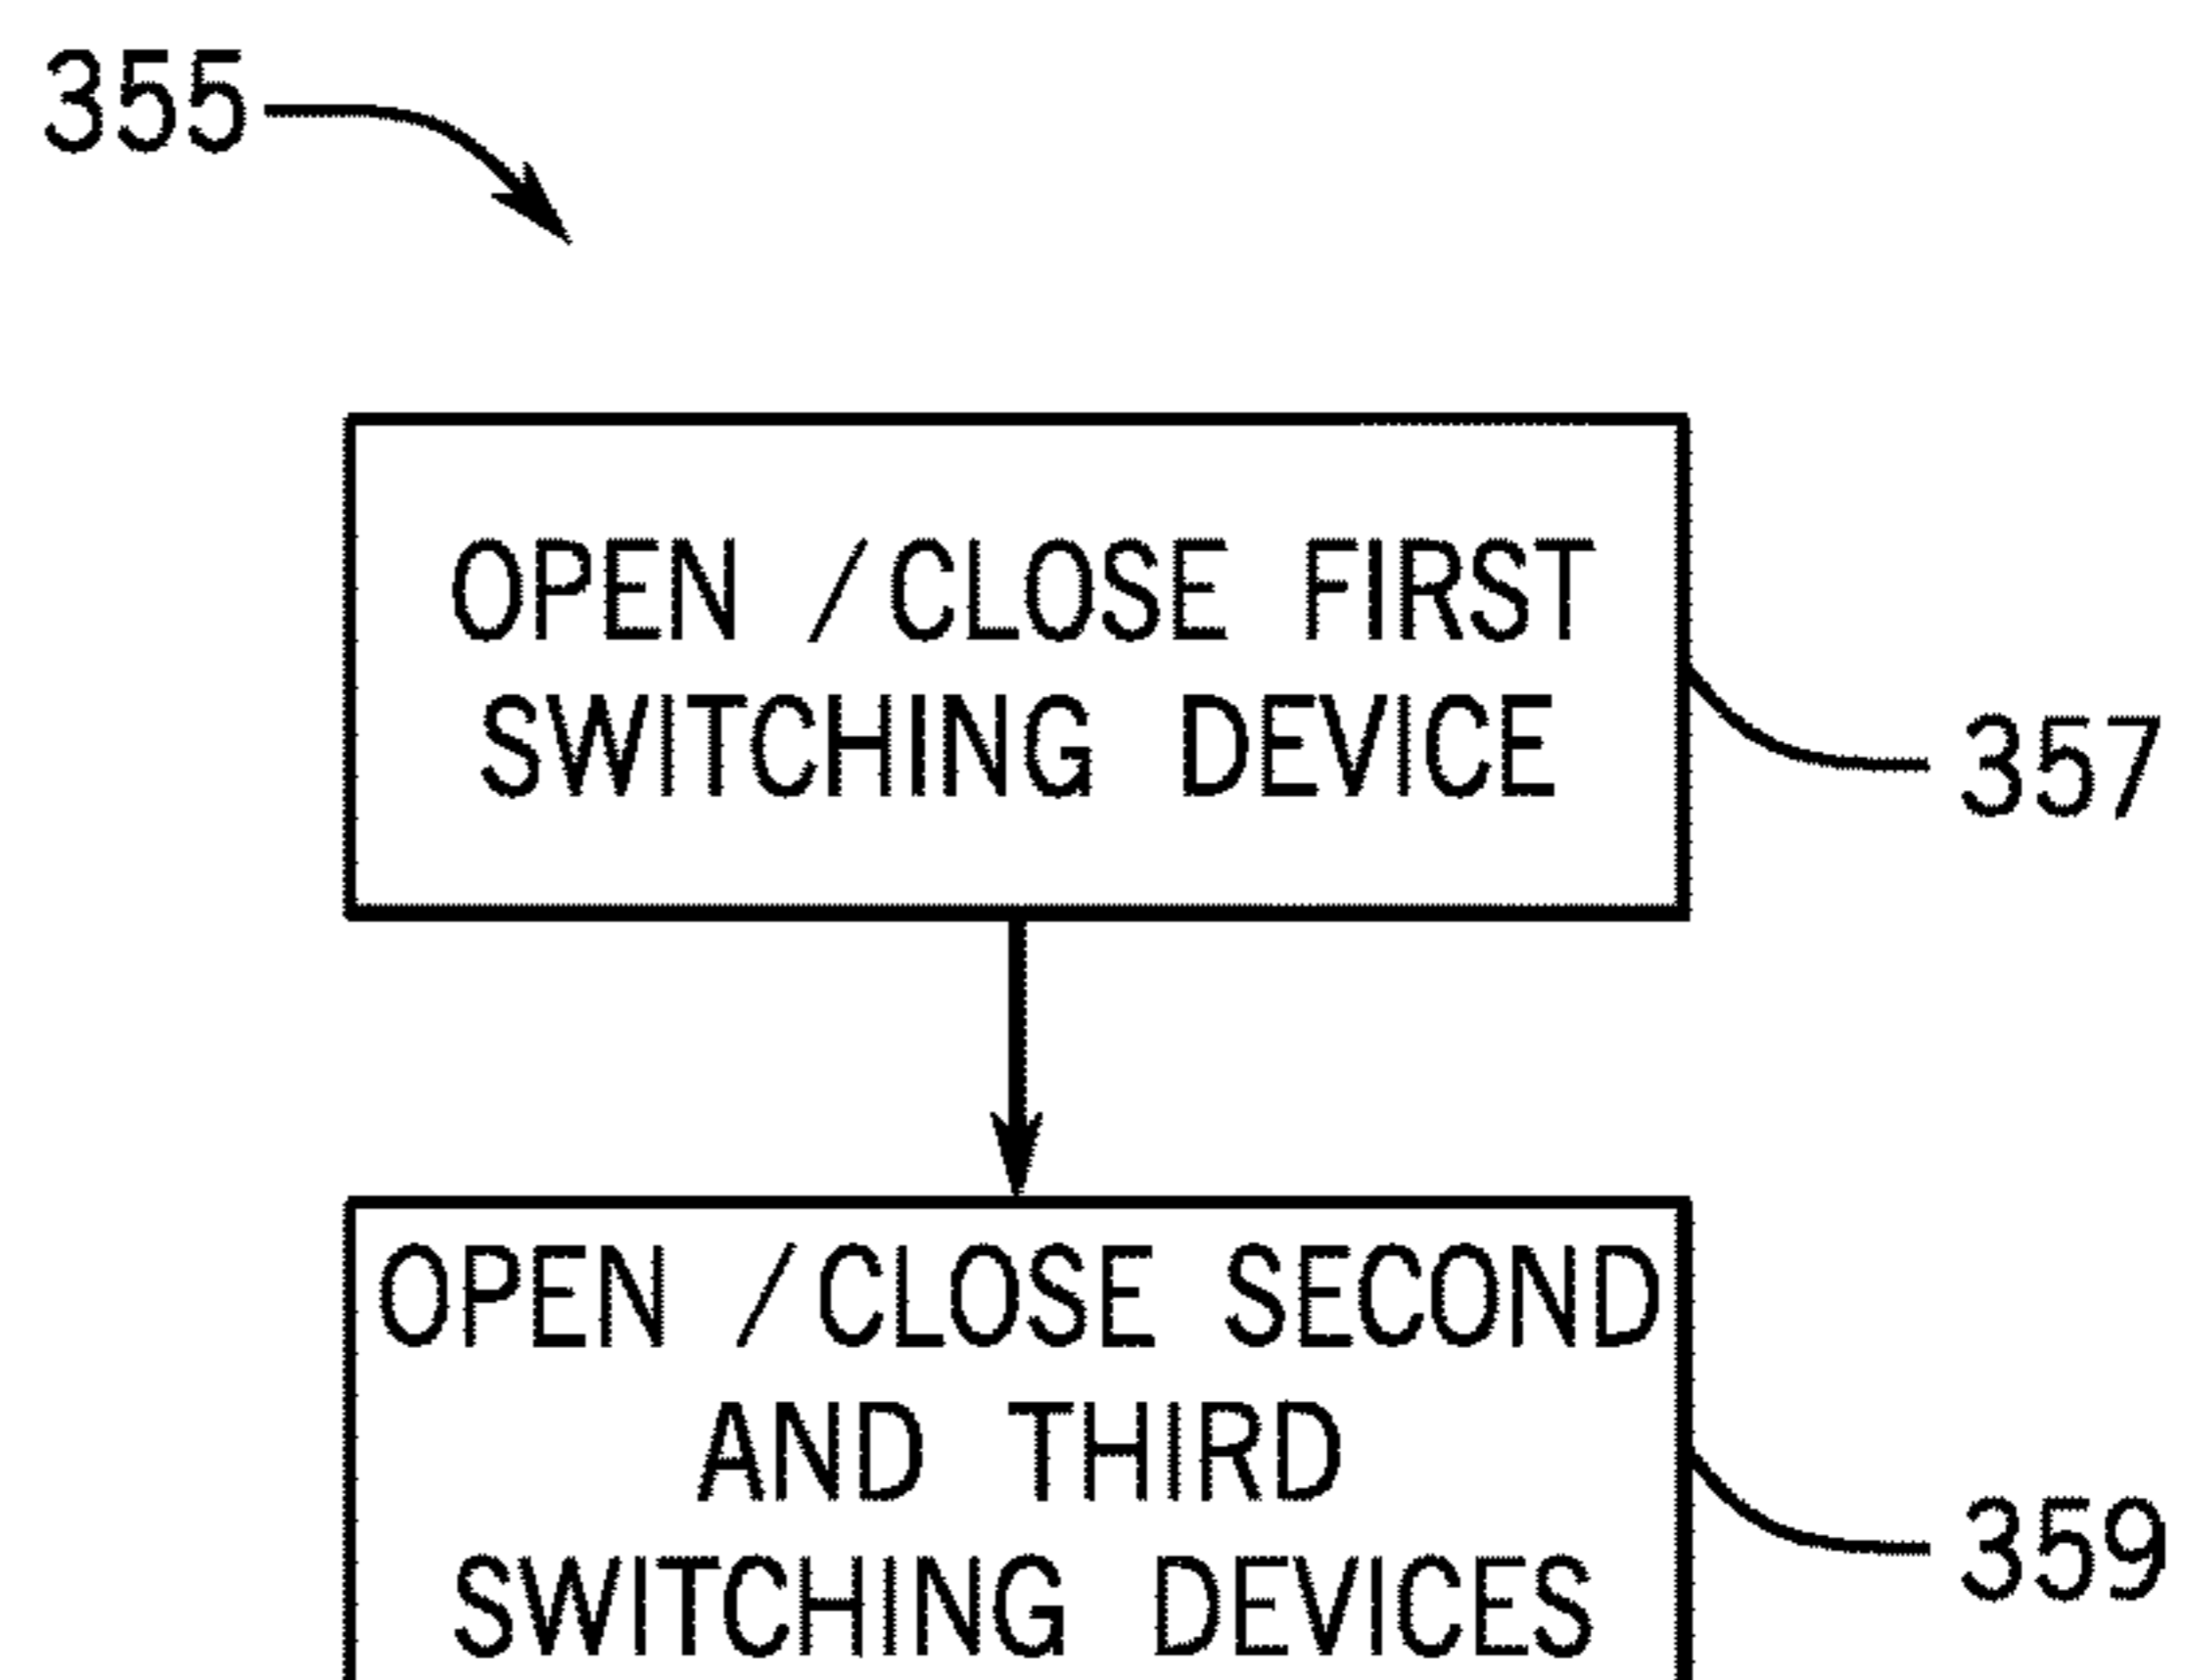 355
OPEN /CLOSE FIRST
SWITCHING DEVICE
357
OPEN /CLOSE SECOND
AND THIRD
SWITCHING DEVICES
359